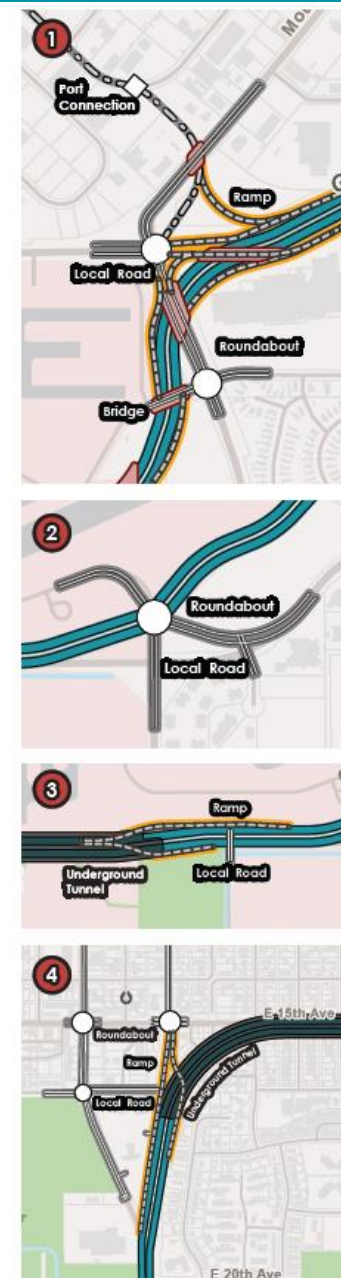 1
Port
Connection
Ramp
Local Road
Roundabout
Bridge
2
Roundabout
Local Road
3
Ramp
Underground
Tunnel
Local Road
4
E 15th Ave
Roundabout
Ramp
Underground Tunnel
Local Road
E 20th Ave